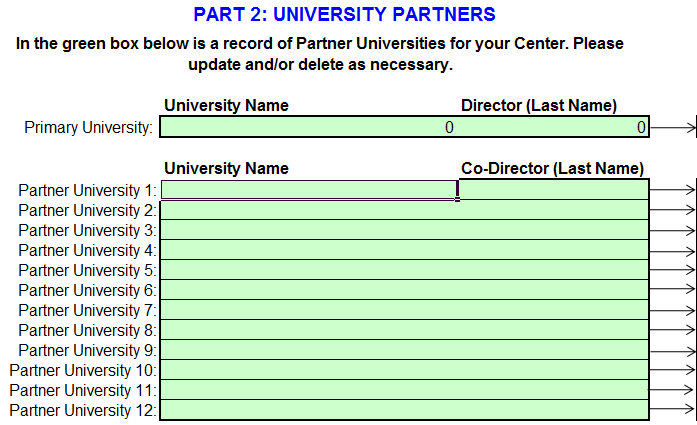 PART 2: UNIVERSITY PARTNERS
In the green box below is a record of Partner Universities for your Center. Please
update and/or delete as necessary.
University Name Director (Last Name)
Primary University: 0 0
University Name Co-Director (Last Name)
Partner University 1:
Partner University 2:
Partner University 3:
Partner University 4:
Partner University 5:
Partner University 6:
Partner University 7:
Partner University 8:
Partner University 9:
Partner University 10:
Partner University 11:
Partner University 12: